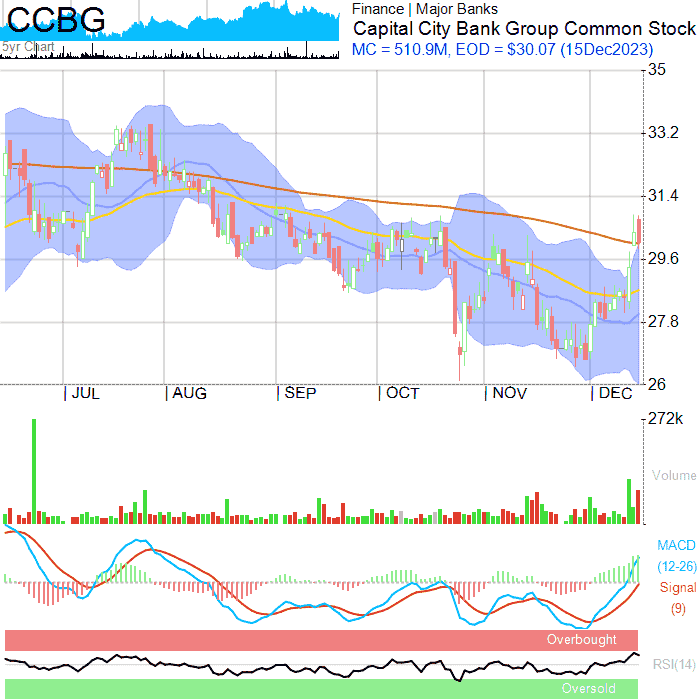 CCBG
5yr Chart
Finance | Major Banks
Capital City Bank Group Common Stock
MC = 510.9M, EOD = $30.07 (15Dec2023)
35
33.2
31.4
29.6
27.8
26
JUL AUG SEP OCT NOV DEC
272k
Volume
MACD
(12-26)
Signal
(9)
Overbought
RSI(14)
Oversold